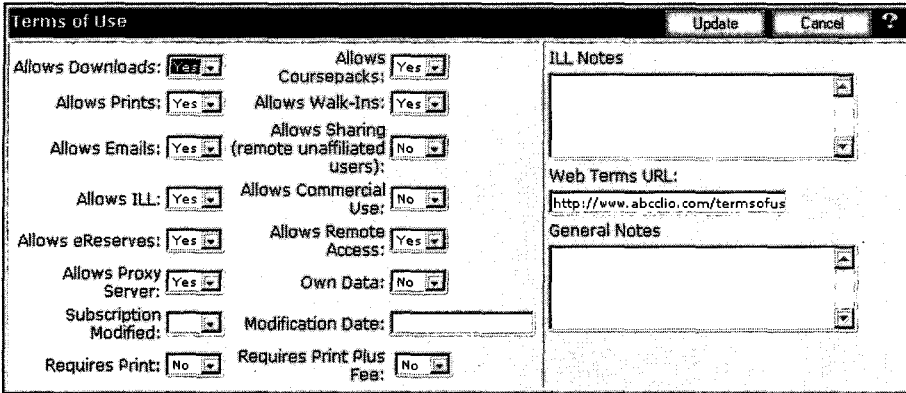 Terms of Use Update Cancel ?
Allows Downloads: Yes
Allows Coursepacks: Yes
Allows Prints: Yes
Allows Walk-Ins: Yes
Allows Emails: Yes
Allows Sharing (remote unaffiliated users): No
Allows ILL: Yes
Allows Commercial Use: No
Allows eReserves: Yes
Allows Remote Access: Yes
Allows Proxy Server: Yes
Own Data: No
Subscription Modified:
Modification Date:
Requires Print: No
Requires Print Plus Fee: No
ILL Notes
Web Terms URL:
http://www.abcclio.com/termsofus
General Notes